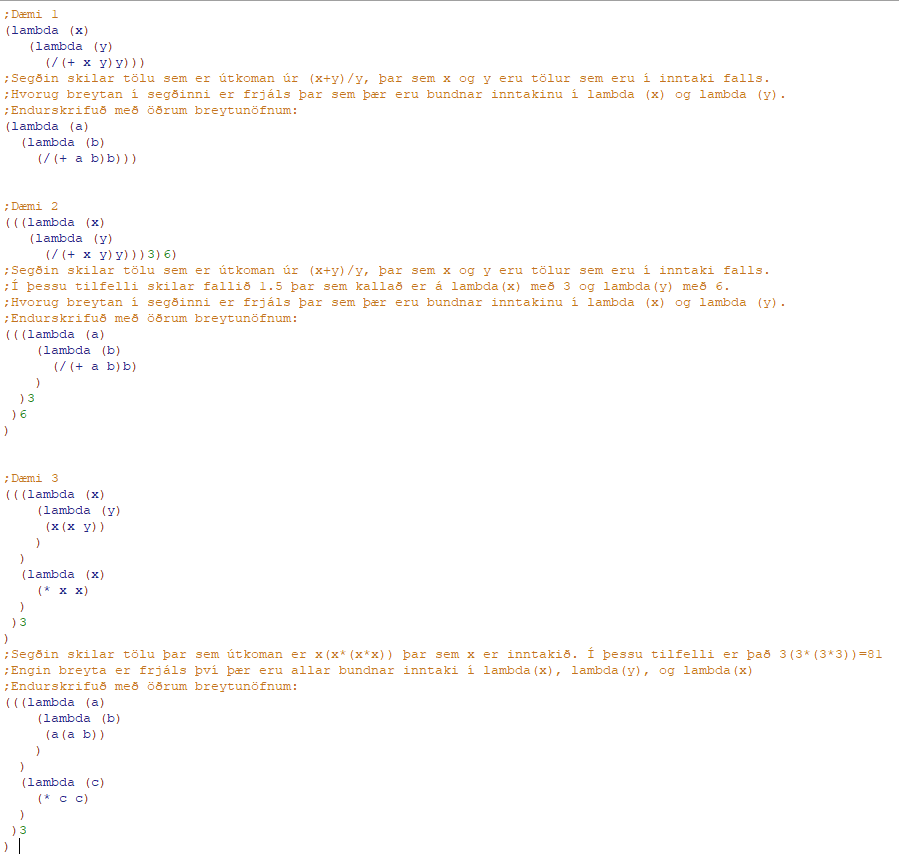 ;Dæmi 1
(lambda (x)
   (lambda (y)
     (/(+ x y)y)))
;Segðin skilar tölu sem er útkoman úr (x+y)/y, þar sem x og y eru tölur sem eru í inntaki falls.
;Hvorug breytan í segðinni er frjáls þar sem þær eru bundnar inntakinu í lambda (x) og lambda (y).
;Endurskrifuð með öðrum breytunöfnum:
(lambda (a)
  (lambda (b)
    (/(+ a b)b)))
;Dæmi 2
(((lambda (x)
   (lambda (y)
     (/(+ x y)y)))3)6)
;Segðin skilar tölu sem er útkoman úr (x+y)/y, þar sem x og y eru tölur sem eru í inntaki falls.
;Í þessu tilfelli skilar fallið 1.5 þar sem kallað er á lambda(x) með 3 og lambda(y) með 6.
;Hvorug breytan í segðinni er frjáls þar sem þær eru bundnar inntakinu í lambda (x) og lambda (y).
;Endurskrifuð með öðrum breytunöfnum:
(((lambda (a)
    (lambda (b)
      (/(+ a b)b)
    )
  )3
 )6
)
;Dæmi 3
(((lambda (x)
    (lambda (y)
     (x(x y))
    )
  )
  (lambda (x)
    (* x x)
  )
 )3
)
;Segðin skilar tölu þar sem útkoman er x(x*(x*x)) þar sem x er inntakið. Í þessu tilfelli er það 3(3*(3*3))=81
;Engin breyta er frjáls því þær eru allar bundnar inntaki í lambda(x), lambda(y), og lambda(x)
;Endurskrifuð með öðrum breytunöfnum:
(((lambda (a)
    (lambda (b)
     (a(a b))
    )
  )
  (lambda (c)
    (* c c)
  )
 )3
)